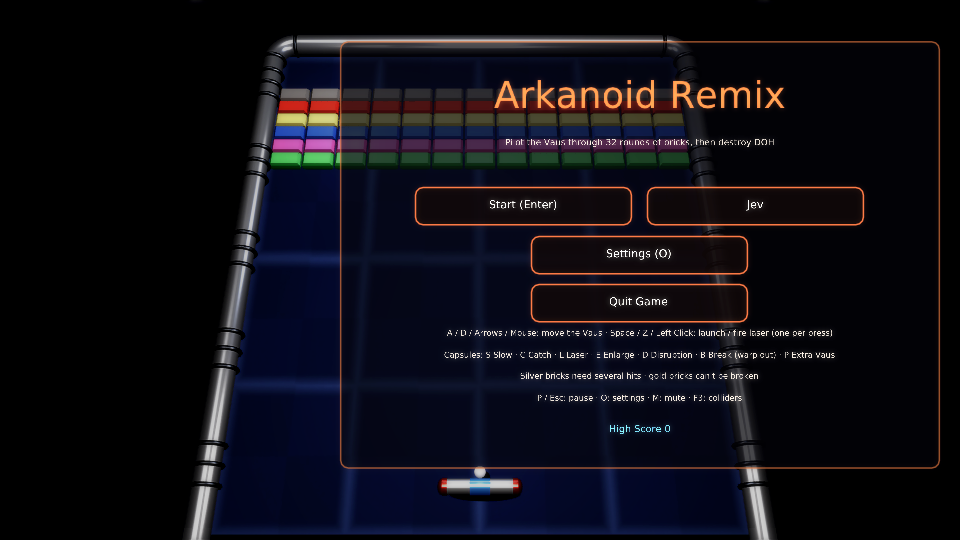 Arkanoid Remix
Pilot the Vaus through 32 rounds of bricks, then destroy DOH
Start (Enter)
Jev
Settings (O)
Quit Game
A / D / Arrows / Mouse: move the Vaus · Space / Z / Left Click: launch / fire laser (one per press)
Capsules: S Slow · C Catch · L Laser · E Enlarge · D Disruption · B Break (warp out) · P Extra Vaus
Silver bricks need several hits · gold bricks can't be broken
P / Esc: pause · O: settings · M: mute · F3: colliders
High Score 0